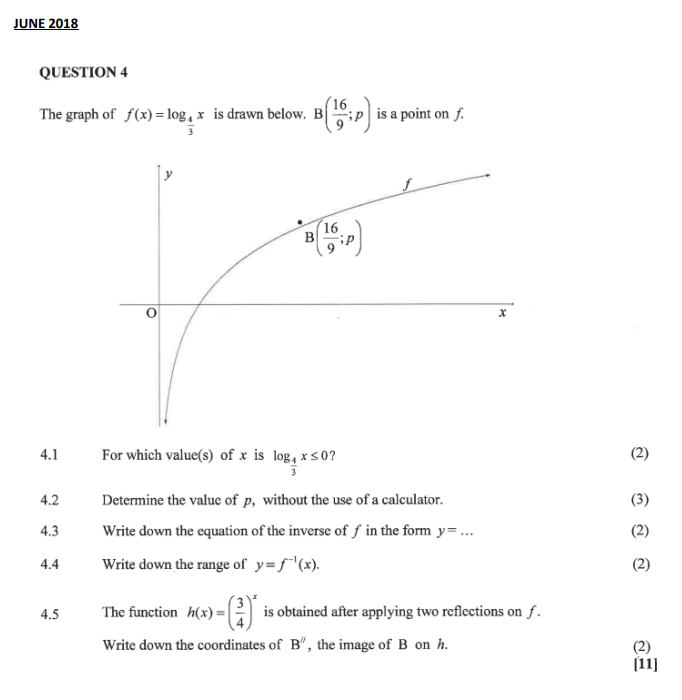 JUNE 2018
QUESTION 4
The graph of f(x) = log_{4/3} x is drawn below. B(16/9 ; p) is a point on f.
y
f
B(16/9 ; p)
O
x
4.1 For which value(s) of x is log_{4/3} x ≤ 0? (2)
4.2 Determine the value of p, without the use of a calculator. (3)
4.3 Write down the equation of the inverse of f in the form y = ... (2)
4.4 Write down the range of y = f⁻¹(x). (2)
4.5 The function h(x) = (3/4)^x is obtained after applying two reflections on f.
Write down the coordinates of B′′, the image of B on h. (2)
[11]